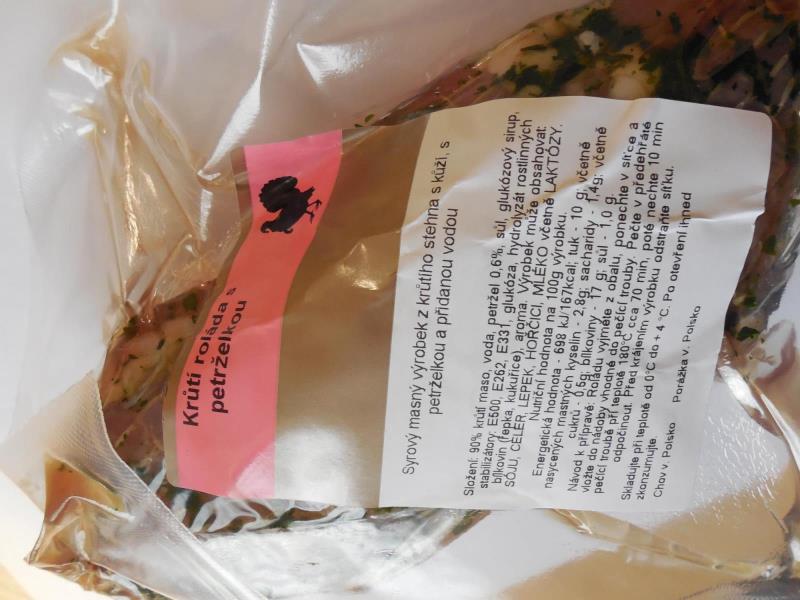 Krůtí roláda s
petrželkou
Syrový masný výrobek z krůtího stehna s kůží, s
petrželkou a přidanou vodou
Složení: 90% krůtí maso, voda, petržel 0,6%, sůl, glukózový sirup,
stabilizátory: E500, E262, E331, glukóza, hydrolyzát rostlinných
bílkovin (řepka, kukuřice), aroma. Výrobek může obsahovat:
SÓJU, CELER, LEPEK, HOŘČICI, MLÉKO včetně LAKTÓZY.
Nutriční hodnota na 100g výrobku.
Energetická hodnota - 698 kJ/167kcal; tuk - 10 g; včetně
nasycených mastných kyselin - 2,8g; sacharidy - 1,4g; včetně
cukrů - 0,5g; bílkoviny - 17 g; sůl - 1,0 g.
Návod k přípravě: Roládu vyjměte z obalu, ponechte v síťce a
vložte do nádoby vhodné do pečící trouby. Pečte v předehřáté
pečící troubě při teplotě 180°C cca 70 min, poté nechte 10 min
odpočinout. Před krájením výrobku odstraňte síťku.
Skladujte při teplotě od 0°C do + 4 °C. Po otevření ihned
zkonzumujte.
Chov v. Polsko Porážka v. Polsko